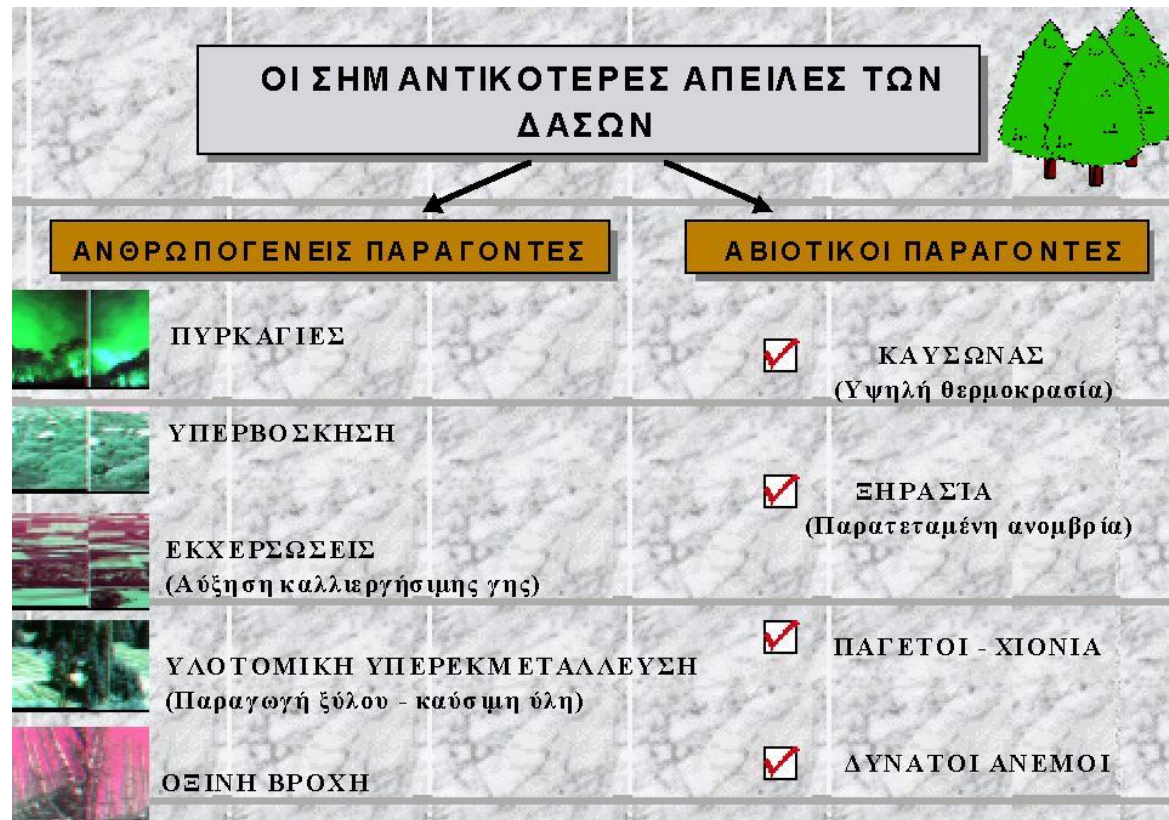 ΟΙ ΣΗΜΑΝΤΙΚΟΤΕΡΕΣ ΑΠΕΙΛΕΣ ΤΩΝ
ΔΑΣΩΝ
ΑΝΘΡΩΠΟΓΕΝΕΙΣ ΠΑΡΑΓΟΝΤΕΣ
ΠΥΡΚΑΓΙΕΣ
ΥΠΕΡΒΟΣΚΗΣΗ
ΕΚΧΕΡΣΩΣΕΙΣ
(Αύξηση καλλιεργήσιμης γης)
ΥΛΟΤΟΜΙΚΗ ΥΠΕΡΕΚΜΕΤΑΛΛΕΥΣΗ
(Παραγωγή ξύλου - καύσιμη ύλη)
ΟΞΙΝΗ ΒΡΟΧΗ
ΑΒΙΟΤΙΚΟΙ ΠΑΡΑΓΟΝΤΕΣ
ΚΑΥΣΩΝΑΣ
(Υψηλή θερμοκρασία)
ΞΗΡΑΣΊΑ
(Παρατεταμένη ανομβρία)
ΠΑΓΕΤΟΙ - ΧΙΟΝΙΑ
ΔΥΝΑΤΟΙ ΑΝΕΜΟΙ